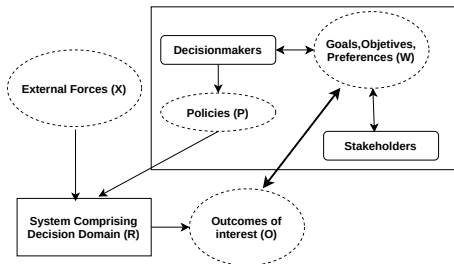 Decisionmakers
Goals,Objetives,
Preferences (W)
External Forces (X)
Policies (P)
Stakeholders
System Comprising
Decision Domain (R)
Outcomes of
interest (O)